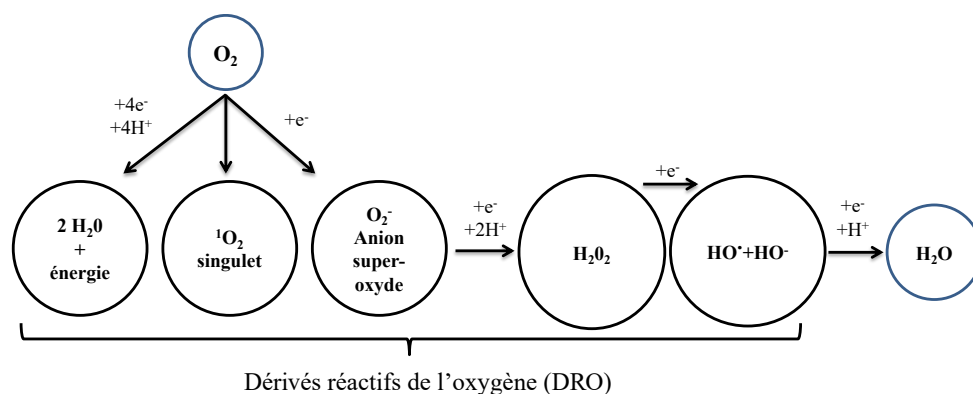 O₂
+4e⁻
+4H⁺
+e⁻
2 H₂0
+
énergie
¹O₂
singulet
O₂⁻
Anion
super-
oxyde
+e⁻
+2H⁺
H₂0₂
+e⁻
HO•+HO⁻
+e⁻
+H⁺
H₂O
Dérivés réactifs de l’oxygène (DRO)